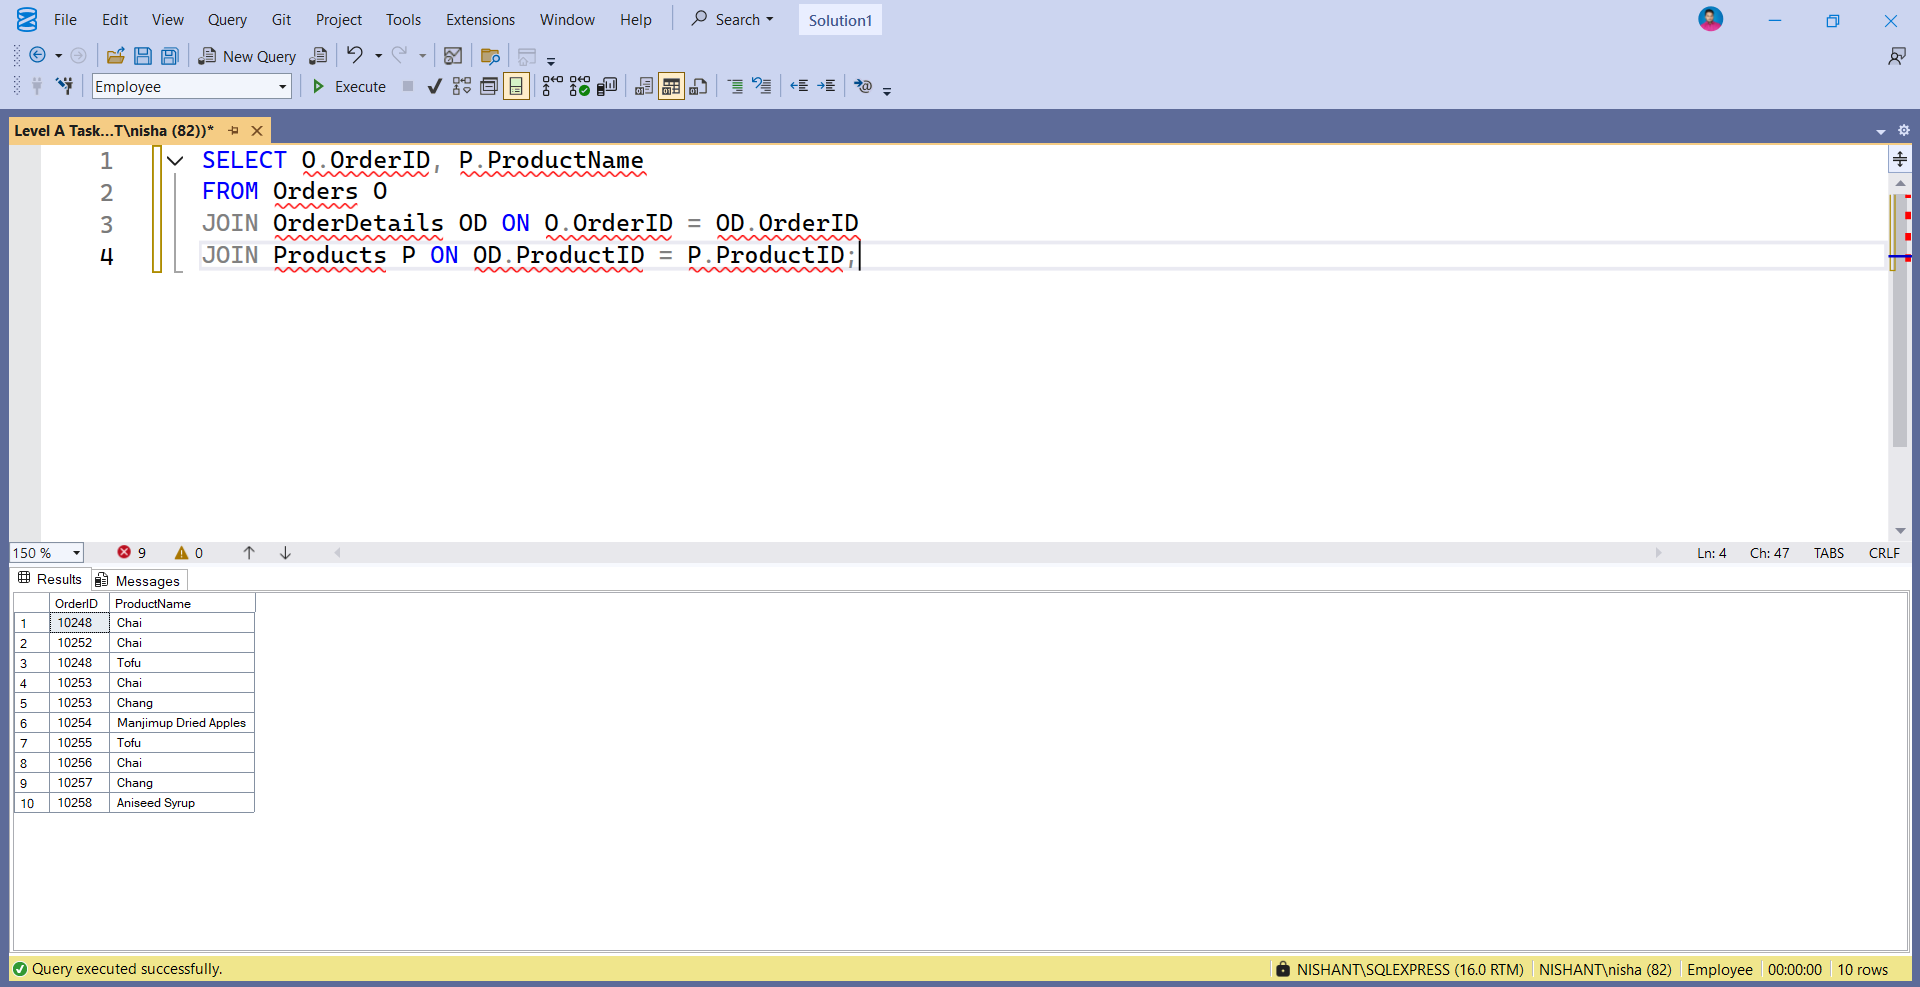 File Edit View Query Git Project Tools Extensions Window Help Search Solution1
New Query
Employee Execute
Level A Task...T\nisha (82))*
1 SELECT O.OrderID, P.ProductName
2 FROM Orders O
3 JOIN OrderDetails OD ON O.OrderID = OD.OrderID
4 JOIN Products P ON OD.ProductID = P.ProductID;
150 % 9 0 Ln: 4 Ch: 47 TABS CRLF
Results Messages
OrderID ProductName
1 10248 Chai
2 10252 Chai
3 10248 Tofu
4 10253 Chai
5 10253 Chang
6 10254 Manjimup Dried Apples
7 10255 Tofu
8 10256 Chai
9 10257 Chang
10 10258 Aniseed Syrup
Query executed successfully. NISHANT\SQLEXPRESS (16.0 RTM) NISHANT\nisha (82) Employee 00:00:00 10 rows